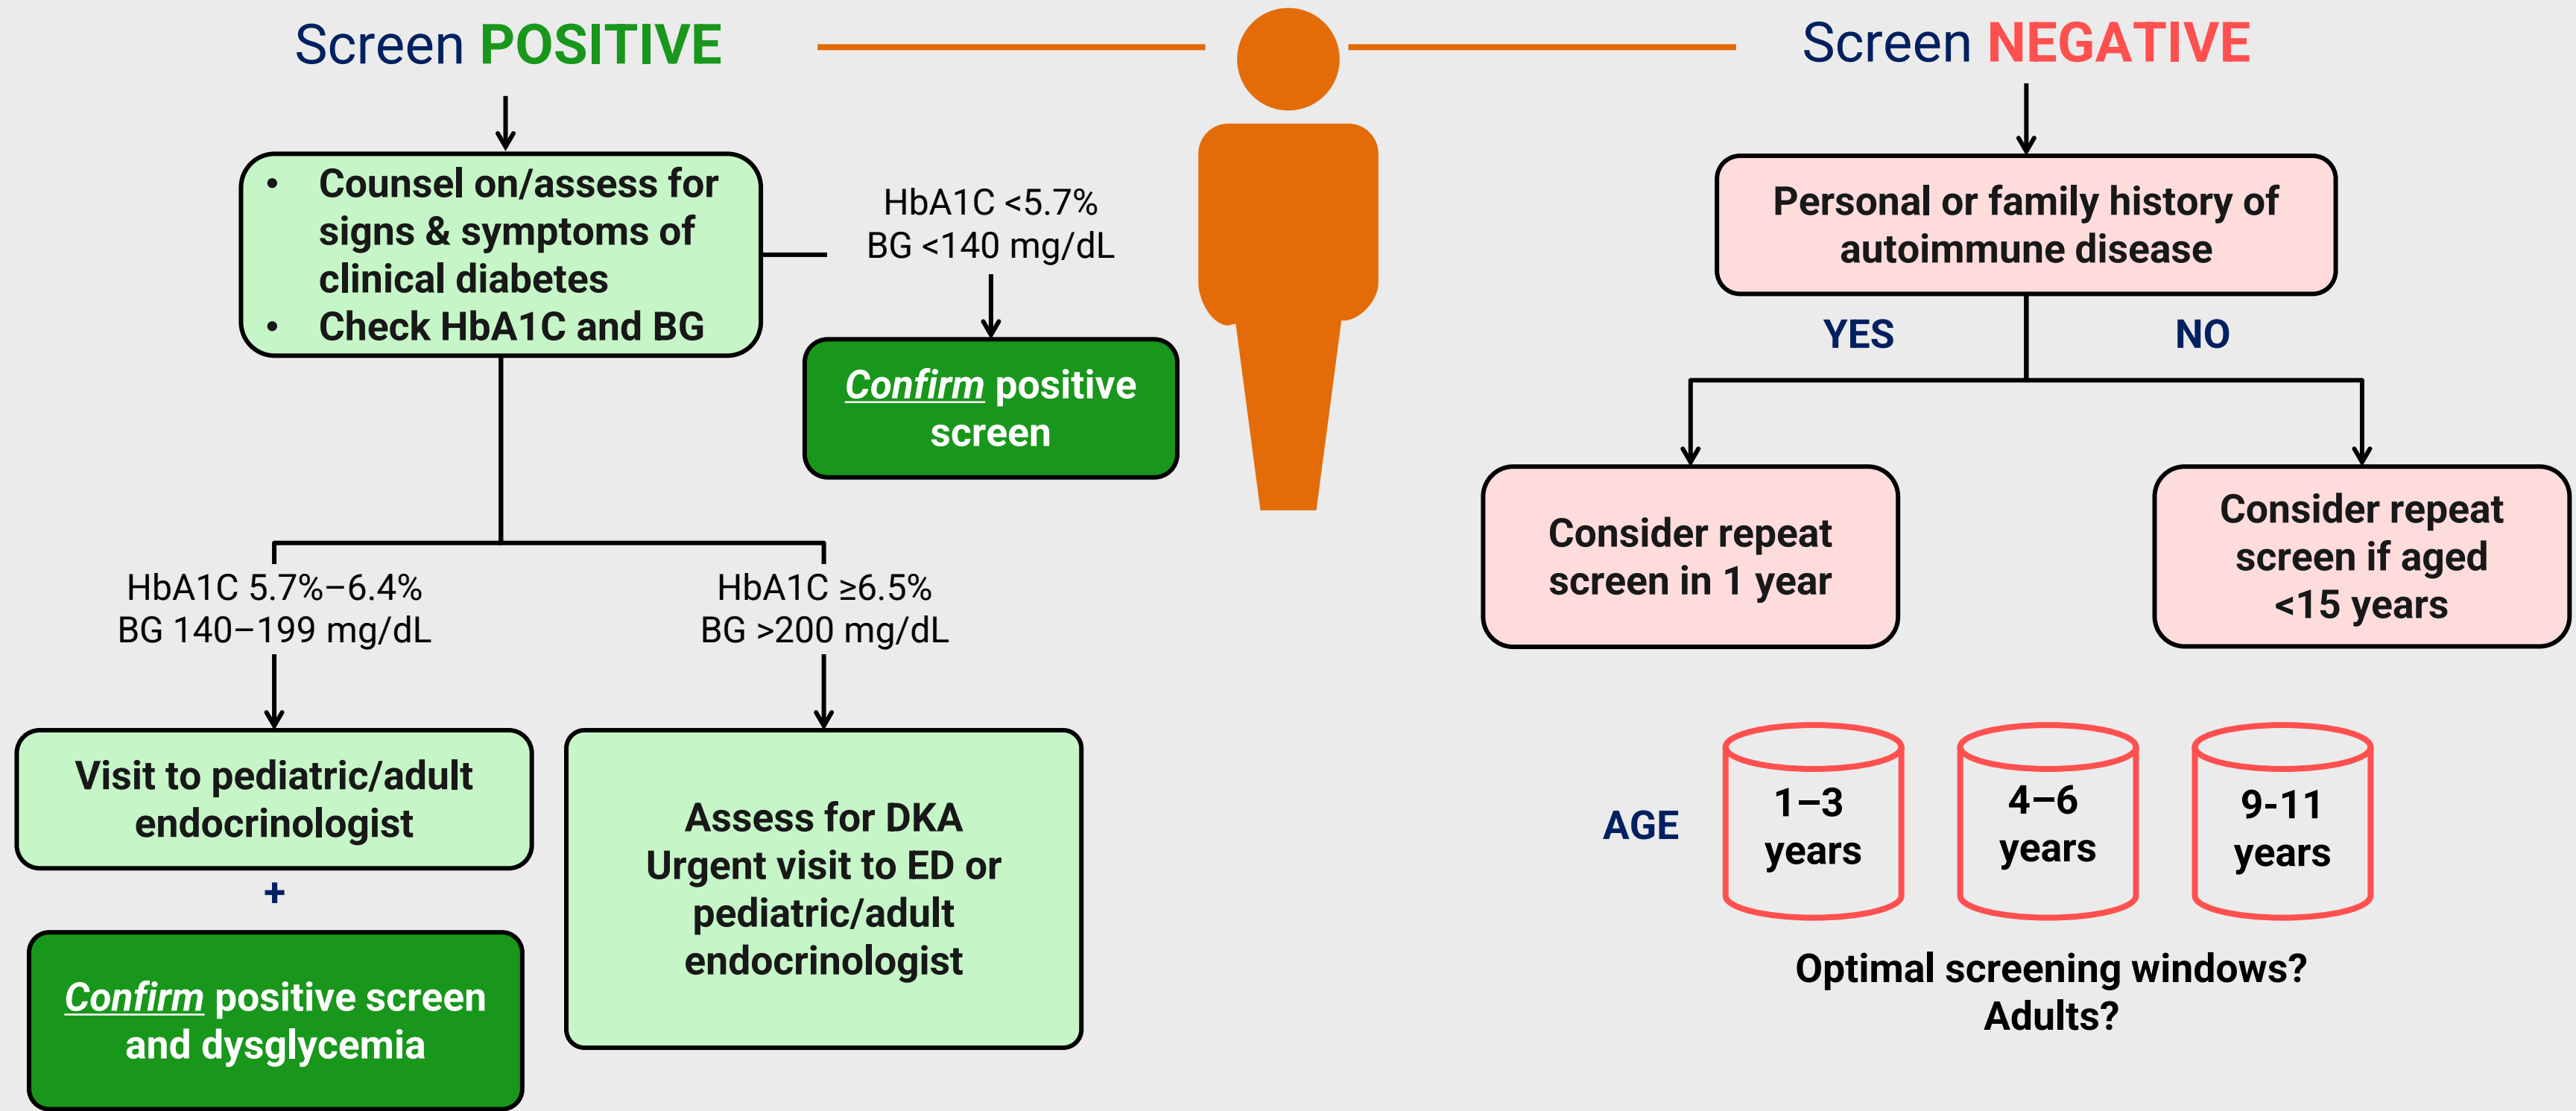 Screen POSITIVE
• Counsel on/assess for
signs & symptoms of
clinical diabetes
• Check HbA1C and BG
HbA1C <5.7%
BG <140 mg/dL
Confirm positive
screen
HbA1C 5.7%–6.4%
BG 140–199 mg/dL
HbA1C ≥6.5%
BG >200 mg/dL
Visit to pediatric/adult
endocrinologist
+
Confirm positive screen
and dysglycemia
Assess for DKA
Urgent visit to ED or
pediatric/adult
endocrinologist
Screen NEGATIVE
Personal or family history of
autoimmune disease
YES
NO
Consider repeat
screen in 1 year
Consider repeat
screen if aged
<15 years
AGE
1–3
years
4–6
years
9-11
years
Optimal screening windows?
Adults?